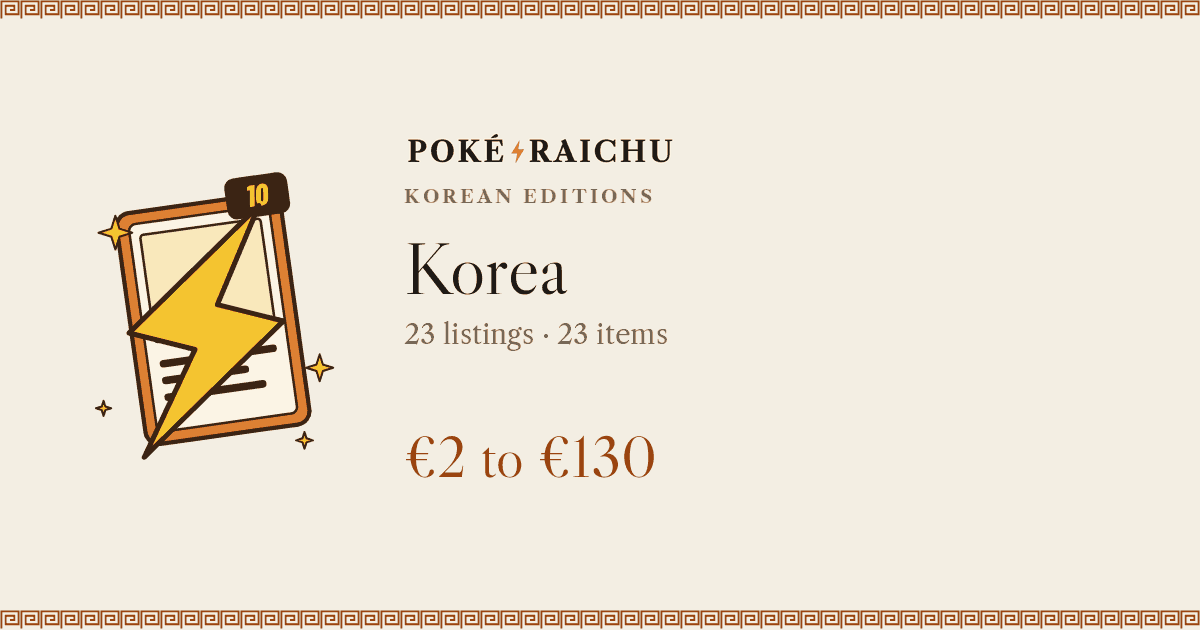 10
POKÉ⚡RAICHU
KOREAN EDITIONS
Korea
23 listings · 23 items
€2 to €130